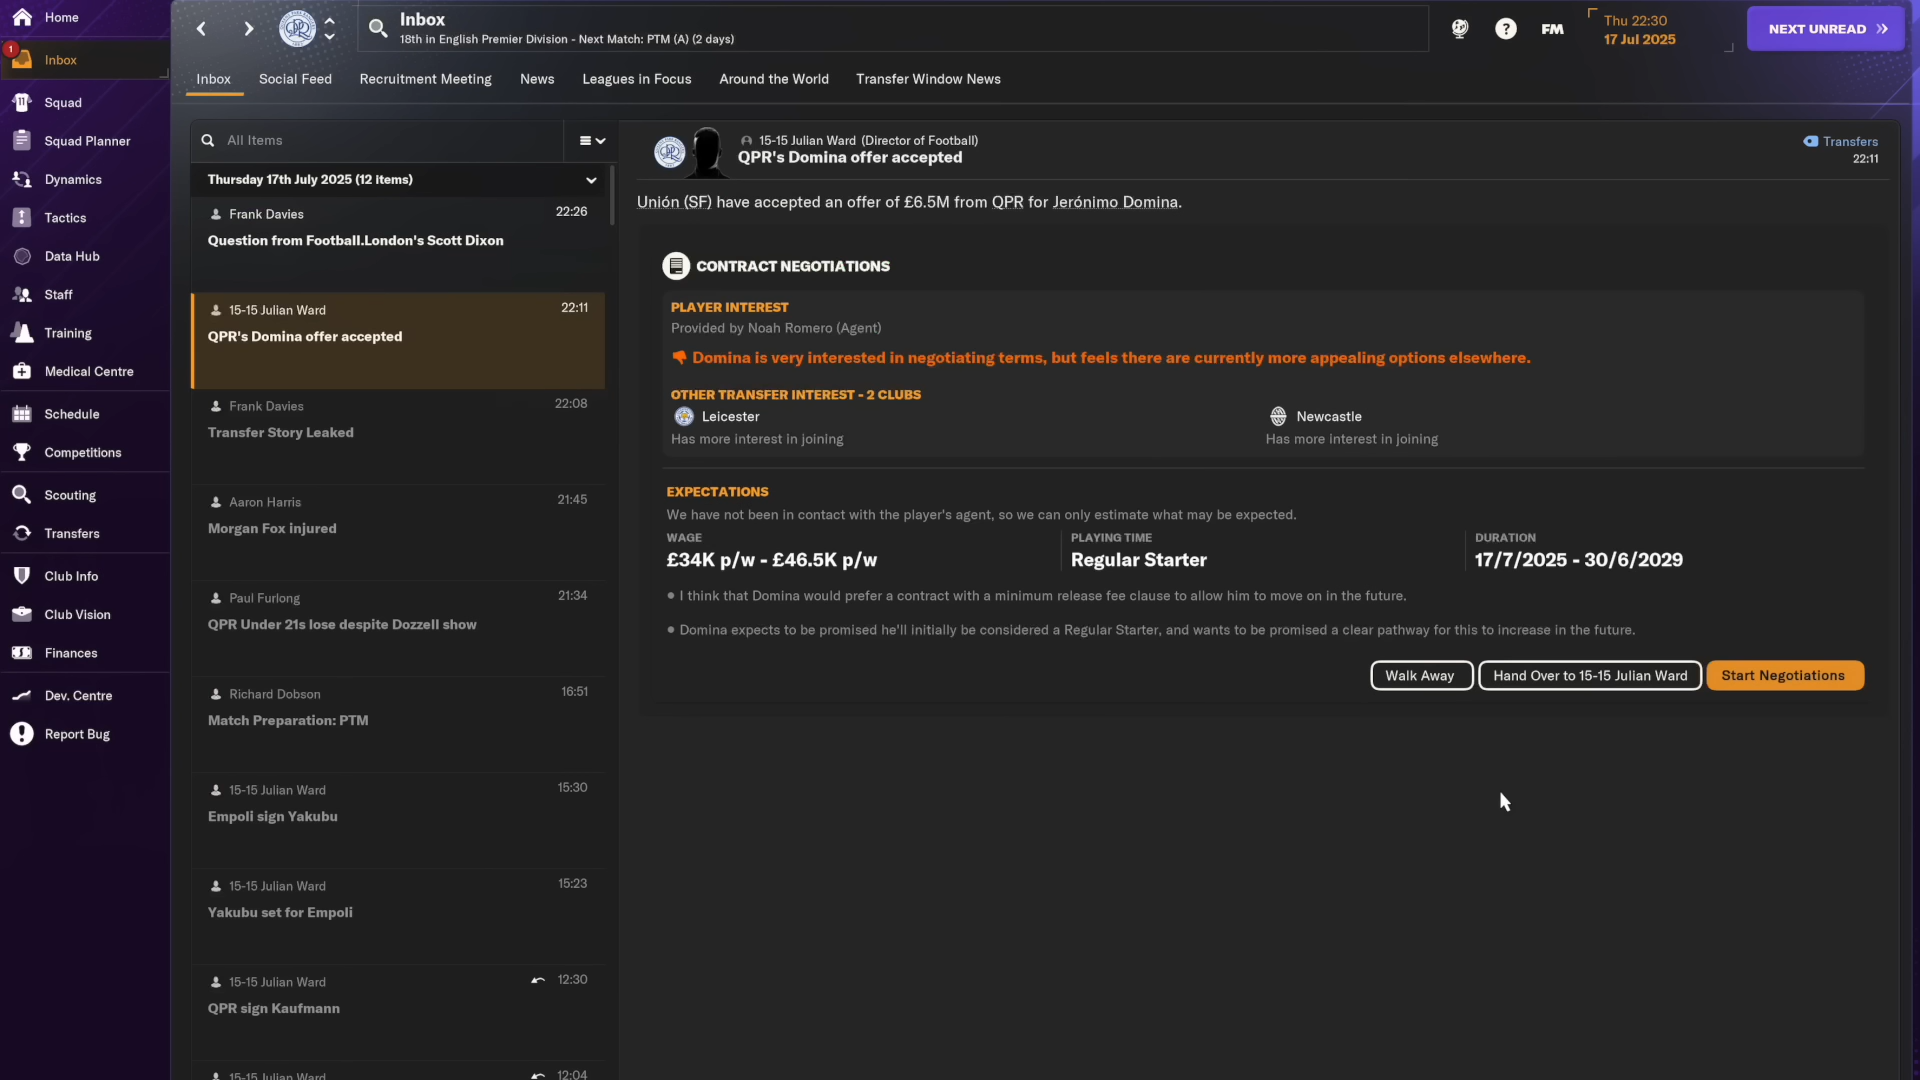 Home
1
Inbox
Squad
Squad Planner
Dynamics
Tactics
Data Hub
Staff
Training
Medical Centre
Schedule
Competitions
Scouting
Transfers
Club Info
Club Vision
Finances
Dev. Centre
Report Bug
Inbox
18th in English Premier Division - Next Match: PTM (A) (2 days)
?
FM
Thu 22:30
17 Jul 2025
NEXT UNREAD
Inbox
Social Feed
Recruitment Meeting
News
Leagues in Focus
Around the World
Transfer Window News
All Items
Thursday 17th July 2025 (12 items)
Frank Davies
22:26
Question from Football.London's Scott Dixon
15-15 Julian Ward
22:11
QPR's Domina offer accepted
Frank Davies
22:08
Transfer Story Leaked
Aaron Harris
21:45
Morgan Fox injured
Paul Furlong
21:34
QPR Under 21s lose despite Dozzell show
Richard Dobson
16:51
Match Preparation: PTM
15-15 Julian Ward
15:30
Empoli sign Yakubu
15-15 Julian Ward
15:23
Yakubu set for Empoli
15-15 Julian Ward
12:30
QPR sign Kaufmann
15-15 Julian Ward
12:04
15-15 Julian Ward (Director of Football)
QPR's Domina offer accepted
Transfers
22:11
Unión (SF) have accepted an offer of £6.5M from QPR for Jerónimo Domina.
CONTRACT NEGOTIATIONS
PLAYER INTEREST
Provided by Noah Romero (Agent)
Domina is very interested in negotiating terms, but feels there are currently more appealing options elsewhere.
OTHER TRANSFER INTEREST - 2 CLUBS
Leicester
Has more interest in joining
Newcastle
Has more interest in joining
EXPECTATIONS
We have not been in contact with the player's agent, so we can only estimate what may be expected.
WAGE
£34K p/w - £46.5K p/w
PLAYING TIME
Regular Starter
DURATION
17/7/2025 - 30/6/2029
• I think that Domina would prefer a contract with a minimum release fee clause to allow him to move on in the future.
• Domina expects to be promised he'll initially be considered a Regular Starter, and wants to be promised a clear pathway for this to increase in the future.
Walk Away
Hand Over to 15-15 Julian Ward
Start Negotiations